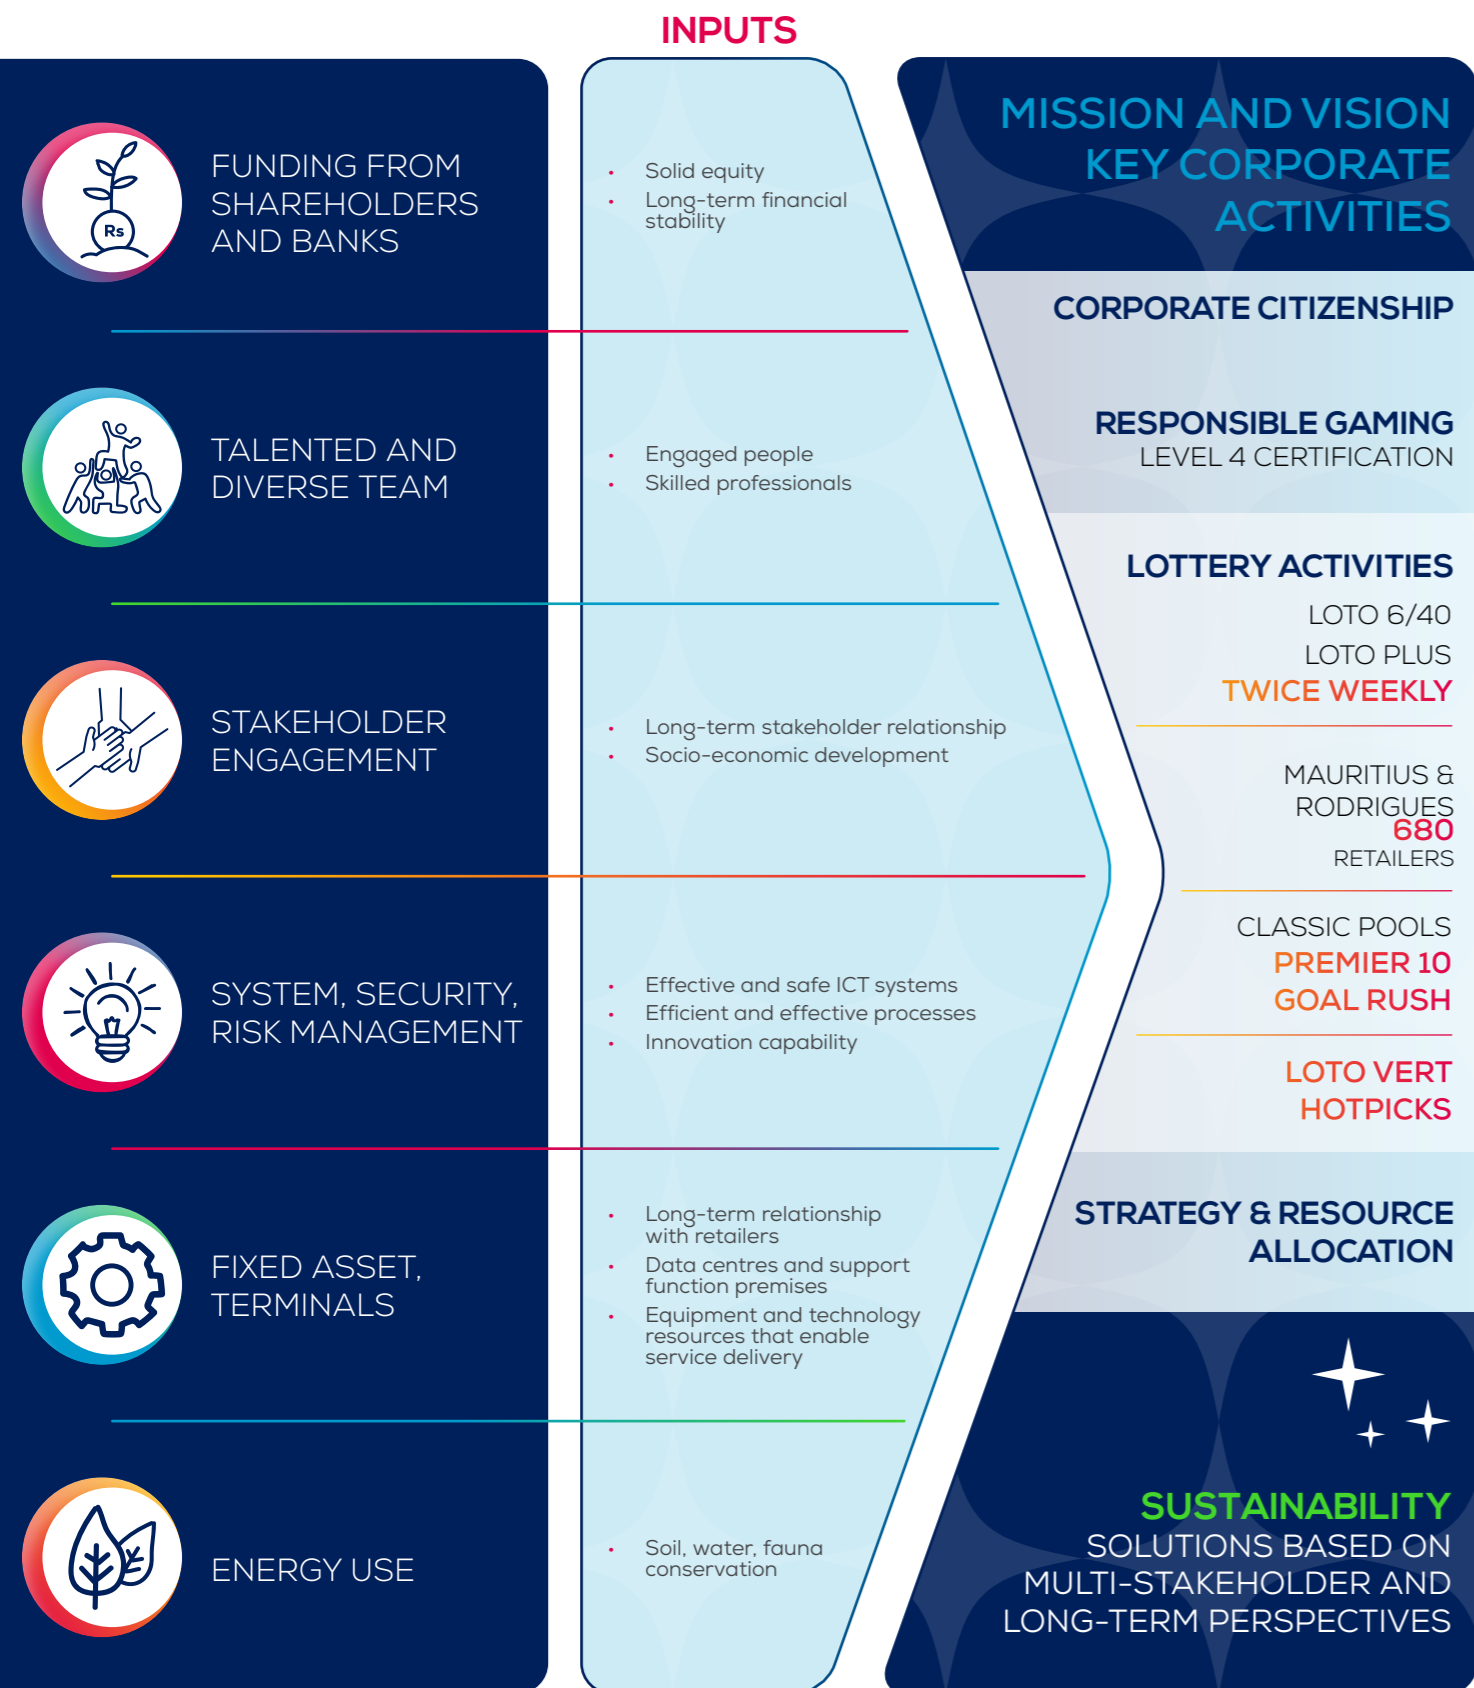 INPUTS
FUNDING FROM
SHAREHOLDERS
AND BANKS
Rs
• Solid equity
• Long-term financial
stability
TALENTED AND
DIVERSE TEAM
• Engaged people
• Skilled professionals
STAKEHOLDER
ENGAGEMENT
• Long-term stakeholder relationship
• Socio-economic development
SYSTEM, SECURITY,
RISK MANAGEMENT
• Effective and safe ICT systems
• Efficient and effective processes
• Innovation capability
FIXED ASSET,
TERMINALS
• Long-term relationship
with retailers
• Data centres and support
function premises
• Equipment and technology
resources that enable
service delivery
ENERGY USE
• Soil, water, fauna
conservation
MISSION AND VISION
KEY CORPORATE
ACTIVITIES
CORPORATE CITIZENSHIP
RESPONSIBLE GAMING
LEVEL 4 CERTIFICATION
LOTTERY ACTIVITIES
LOTO 6/40
LOTO PLUS
TWICE WEEKLY
MAURITIUS &
RODRIGUES
680
RETAILERS
CLASSIC POOLS
PREMIER 10
GOAL RUSH
LOTO VERT
HOTPICKS
STRATEGY & RESOURCE
ALLOCATION
SUSTAINABILITY
SOLUTIONS BASED ON
MULTI-STAKEHOLDER AND
LONG-TERM PERSPECTIVES